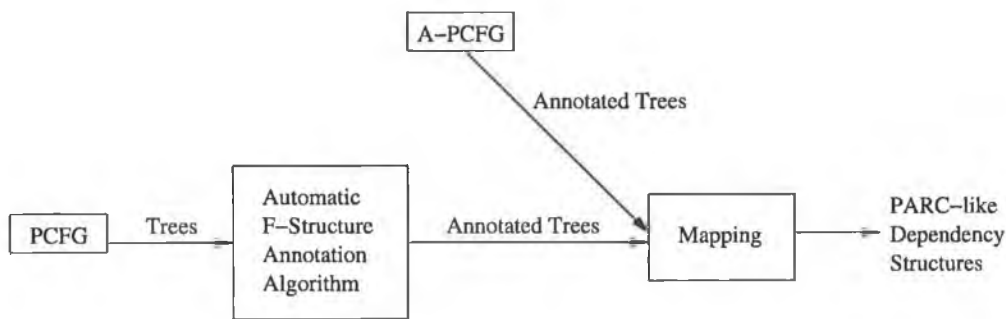 A-PCFG
Annotated Trees
PCFG
Trees
Automatic
F-Structure
Annotation
Algorithm
Annotated Trees
Mapping
PARC-like
Dependency
Structures